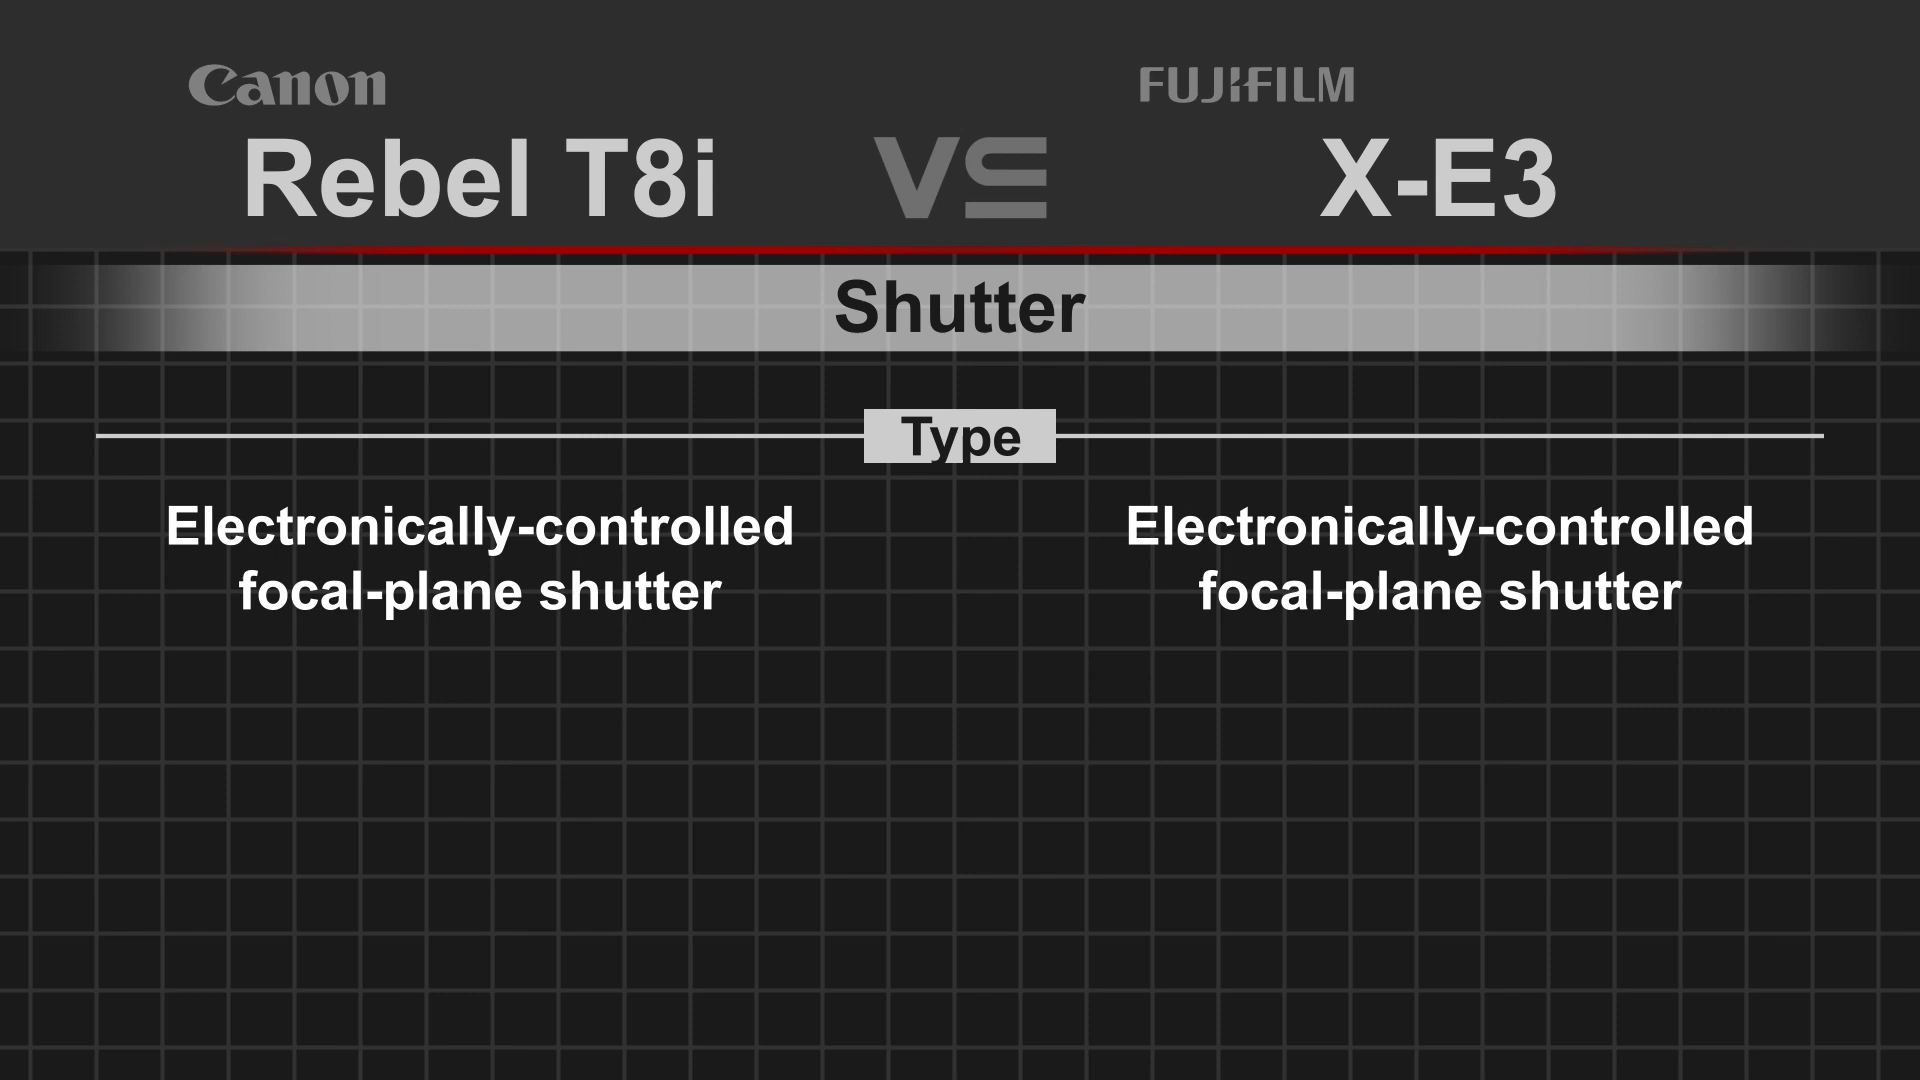 Canon
FUJIFILM
Rebel T8i
VS
X-E3
Shutter
Type
Electronically-controlled
focal-plane shutter
Electronically-controlled
focal-plane shutter